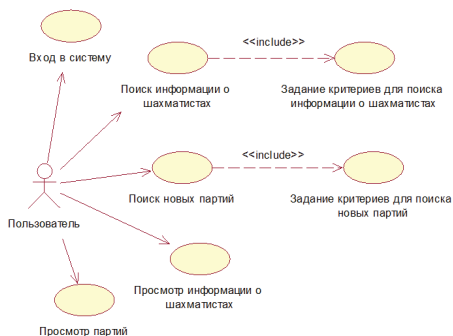 <<include>>
Вход в систему
Поиск информации о
шахматистах
Задание критериев для поиска
информации о шахматистах
<<include>>
Поиск новых партий
Задание критериев для поиска
новых партий
Пользователь
Просмотр информации о
шахматистах
Просмотр партий